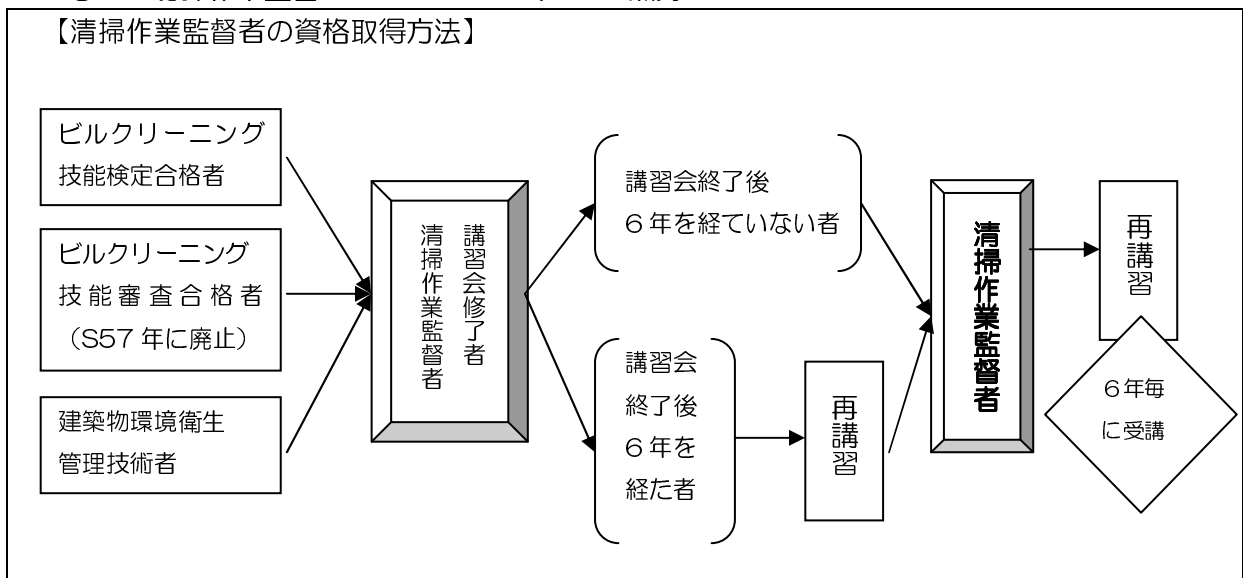 【清掃作業監督者の資格取得方法】
ビルクリーニング
技能検定合格者
ビルクリーニング
技能審査合格者
（S57年に廃止）
建築物環境衛生
管理技術者
講習会修了者
清掃作業監督者
講習会終了後
６年を経ていない者
講習会
終了後
６年を
経た者
再講習
清掃作業監督者
再講習
６年毎
に受講